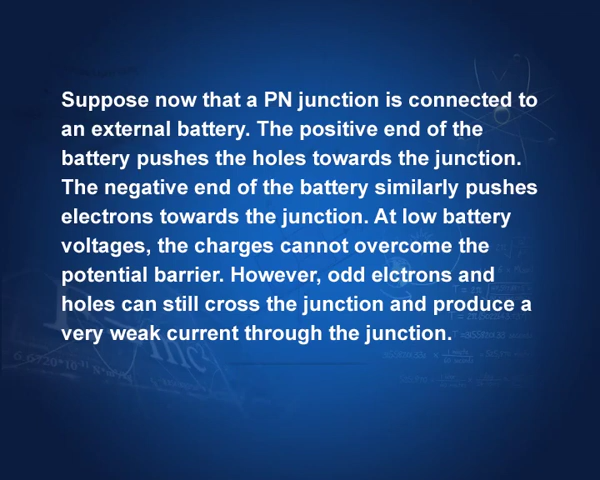 Suppose now that a PN junction is connected to
an external battery. The positive end of the
battery pushes the holes towards the junction.
The negative end of the battery similarly pushes
electrons towards the junction. At low battery
voltages, the charges cannot overcome the
potential barrier. However, odd elctrons and
holes can still cross the junction and produce a
very weak current through the junction.